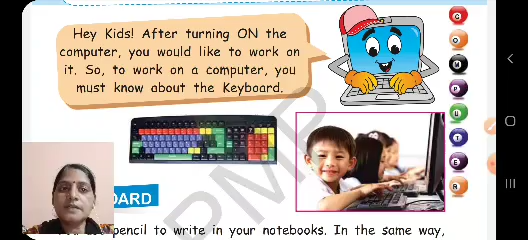 Hey Kids! After turning ON the
computer, you would like to work on
it. So, to work on a computer, you
must know about the Keyboard.
C
O
M
P
U
T
E
R
PMP
OARD
pencil to write in your notebooks. In the same way,